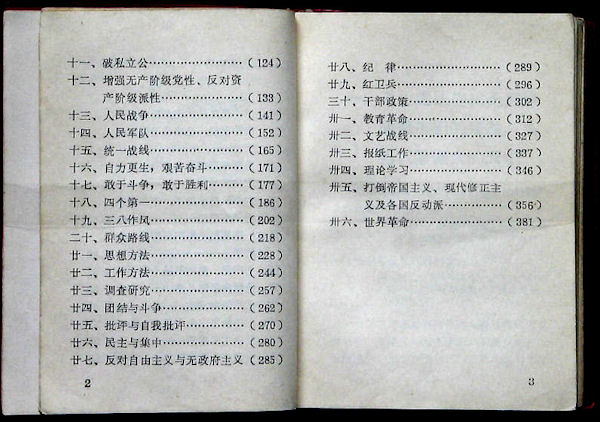 十一、破私立公……………………(124)
十二、增强无产阶级党性、反对资
产阶级派性………………(133)
十三、人民战争……………………(141)
十四、人民军队……………………(152)
十五、统一战线……………………(165)
十六、自力更生，艰苦奋斗………(171)
十七、敢于斗争，敢于胜利………(177)
十八、四个第一……………………(186)
十九、三八作风……………………(202)
二十、群众路线……………………(218)
廿一、思想方法……………………(228)
廿二、工作方法……………………(244)
廿三、调查研究……………………(257)
廿四、团结与斗争…………………(262)
廿五、批评与自我批评……………(270)
廿六、民主与集中…………………(280)
廿七、反对自由主义与无政府主义(285)
2
廿八、纪 律………………………(289)
廿九、红卫兵………………………(296)
三十、干部政策……………………(302)
卅一、教育革命……………………(312)
卅二、文艺战线……………………(327)
卅三、报纸工作……………………(337)
卅四、理论学习……………………(346)
卅五、打倒帝国主义、现代修正主
义及各国反动派…………(356)
卅六、世界革命……………………(381)
3